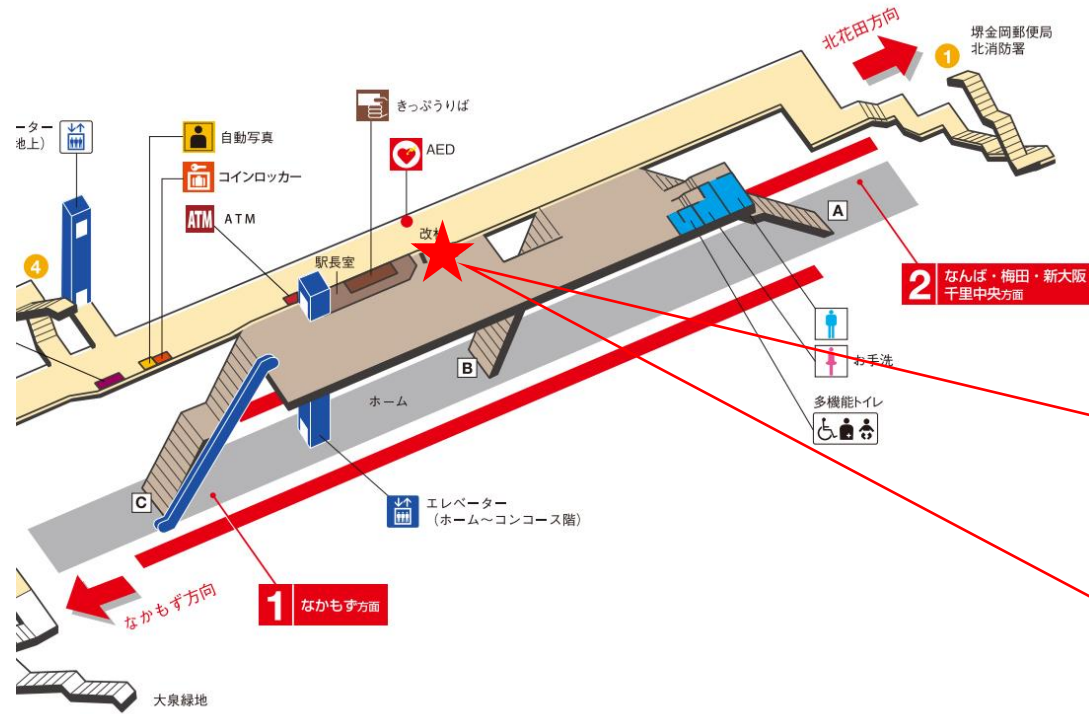 北花田方向
堺金岡郵便局
北消防署
1
きっぷうりば
自動写真
AED
コインロッカー
ATM
ATM
改札
駅長室
4
A
2 なんば・梅田・新大阪
千里中央方面
B
お手洗
ホーム
多機能トイレ
C
エレベーター
(ホーム~コンコース階)
なかもず方向
1 なかもず方面
大泉緑地